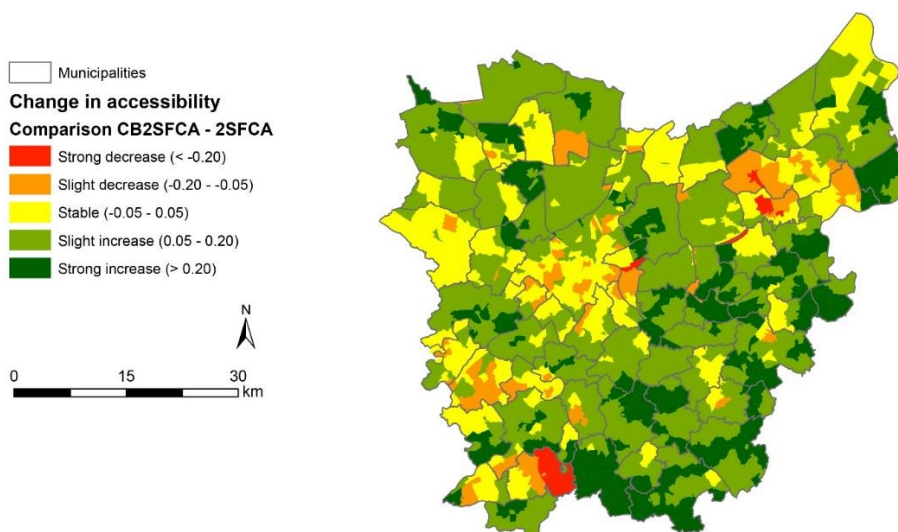 Municipalities
Change in accessibility
Comparison CB2SFCA - 2SFCA
Strong decrease (< -0.20)
Slight decrease (-0.20 - -0.05)
Stable (-0.05 - 0.05)
Slight increase (0.05 - 0.20)
Strong increase (> 0.20)
N
0 15 30
km